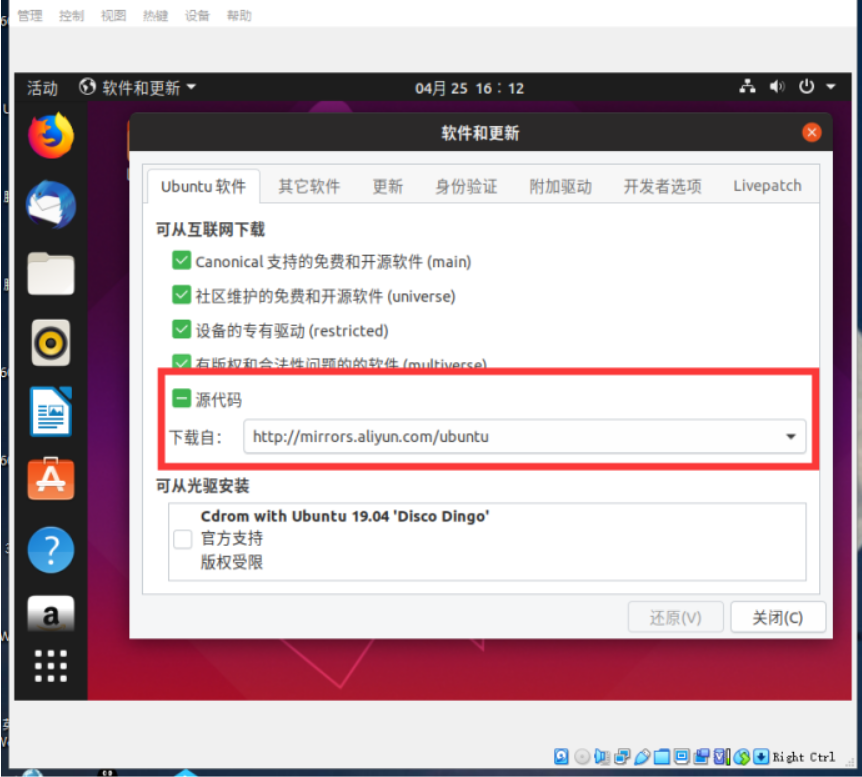 管理 控制 视图 热键 设备 帮助
活动 软件和更新 04月 25 16：12
软件和更新
Ubuntu 软件 其它软件 更新 身份验证 附加驱动 开发者选项 Livepatch
可从互联网下载
Canonical 支持的免费和开源软件 (main)
社区维护的免费和开源软件 (universe)
设备的专有驱动 (restricted)
有版权和合法性问题的的软件 (multiverse)
源代码
下载自： http://mirrors.aliyun.com/ubuntu
可从光驱安装
Cdrom with Ubuntu 19.04 'Disco Dingo'
官方支持
版权受限
还原(V) 关闭(C)
Right Ctrl